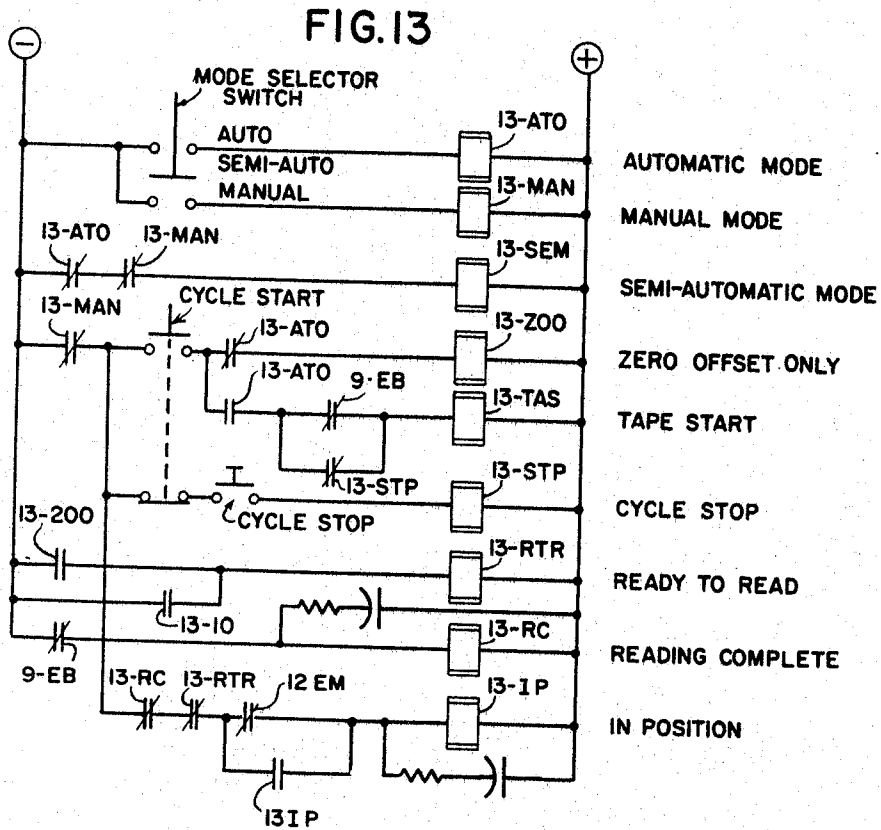 FIG.13
−
+
MODE SELECTOR
SWITCH
AUTO
13-ATO
AUTOMATIC MODE
SEMI-AUTO
MANUAL
13-MAN
MANUAL MODE
13-ATO
13-MAN
13-SEM
SEMI-AUTOMATIC MODE
13-MAN
CYCLE START
13-ATO
13-ZOO
ZERO OFFSET ONLY
13-ATO
9-EB
13-TAS
TAPE START
13-STP
13-STP
CYCLE STOP
CYCLE STOP
13-200
13-RTR
READY TO READ
13-10
13-RC
READING COMPLETE
9-EB
13-RC
13-RTR
12 EM
13-IP
IN POSITION
13IP